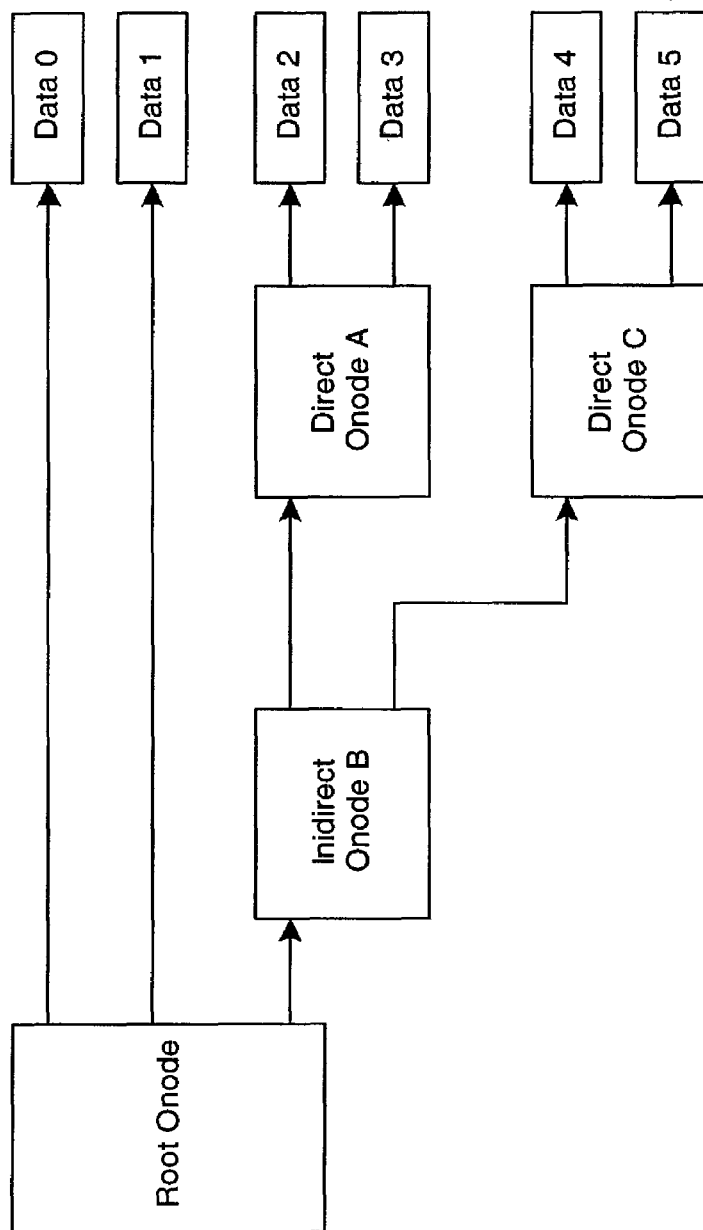 Root Onode
Inidirect
Onode B
Direct
Onode A
Direct
Onode C
Data 0
Data 1
Data 2
Data 3
Data 4
Data 5